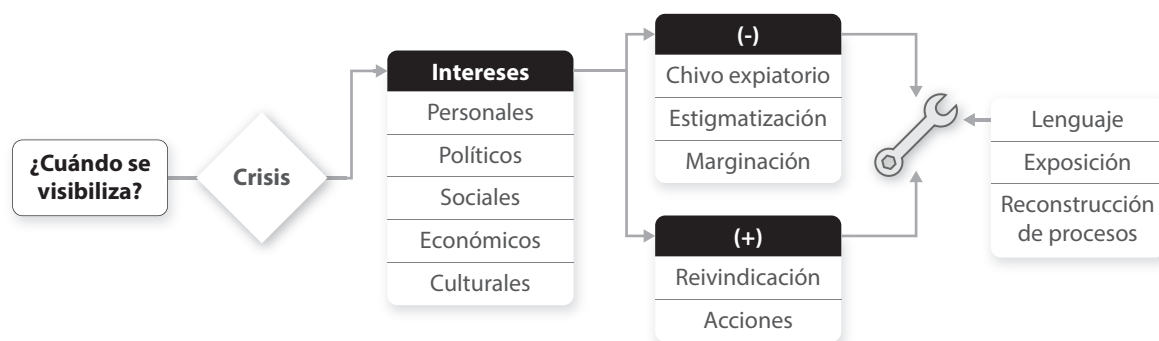 ¿Cuándo se
visibiliza?
Crisis
Intereses
Personales
Políticos
Sociales
Económicos
Culturales
(-)
Chivo expiatorio
Estigmatización
Marginación
(+)
Reivindicación
Acciones
Lenguaje
Exposición
Reconstrucción
de procesos